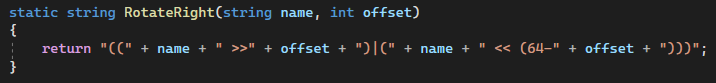 static string RotateRight(string name, int offset)
{
return "((" + name + " >>" + offset + ")|(" + name + " << (64-" + offset + ")))";
}